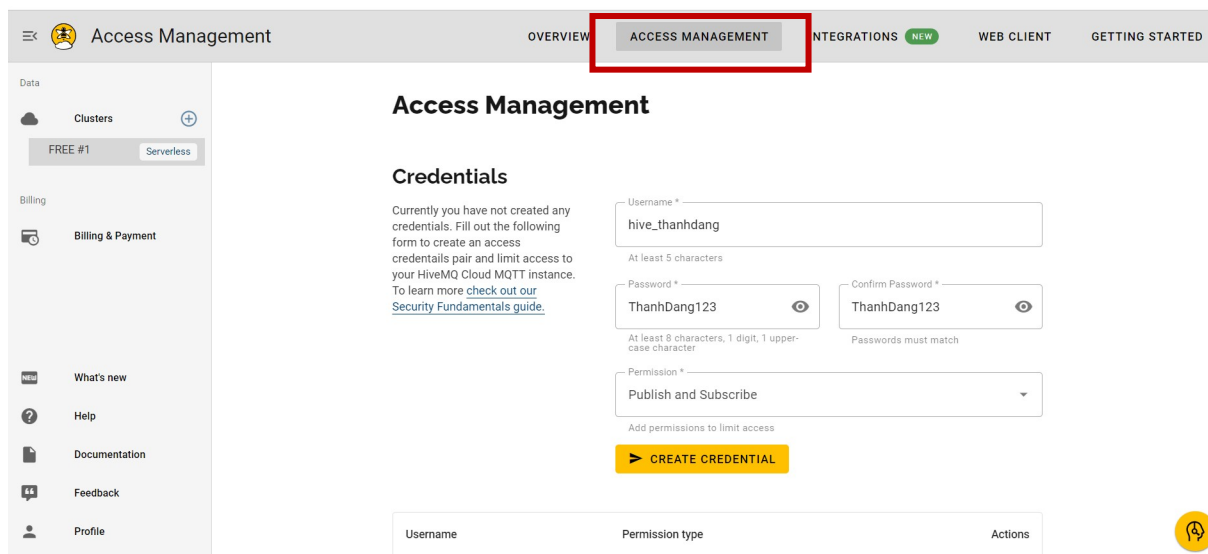 Access Management
OVERVIEW
ACCESS MANAGEMENT
NTEGRATIONS NEW
WEB CLIENT
GETTING STARTED
Data
Clusters
FREE #1 Serverless
Billing
Billing & Payment
NEW What's new
Help
Documentation
Feedback
Profile
Access Management
Credentials
Currently you have not created any
credentials. Fill out the following
form to create an access
credentails pair and limit access to
your HiveMQ Cloud MQTT instance.
To learn more check out our
Security Fundamentals guide.
Username *
hive_thanhdang
At least 5 characters
Password *
ThanhDang123
At least 8 characters, 1 digit, 1 upper-
case character
Confirm Password *
ThanhDang123
Passwords must match
Permission *
Publish and Subscribe
Add permissions to limit access
CREATE CREDENTIAL
Username Permission type Actions